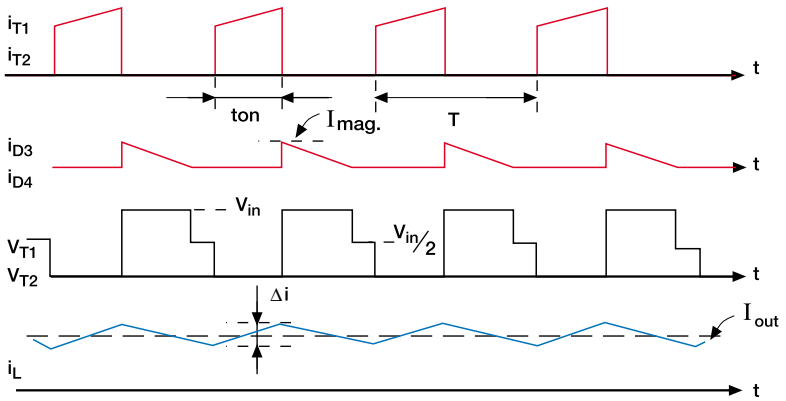 iT1
iT2
t
ton
T
Imag.
iD3
iD4
t
Vin
VT1
VT2
Vin/2
t
Δi
Iout
iL
t